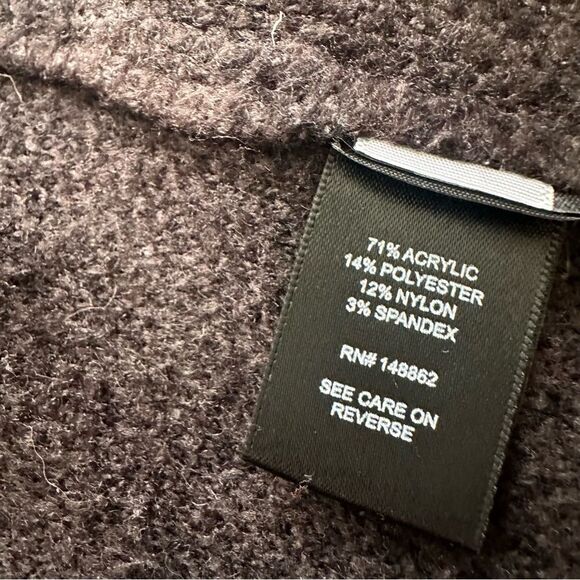 71% ACRYLIC
14% POLYESTER
12% NYLON
3% SPANDEX
RN# 148862
SEE CARE ON
REVERSE